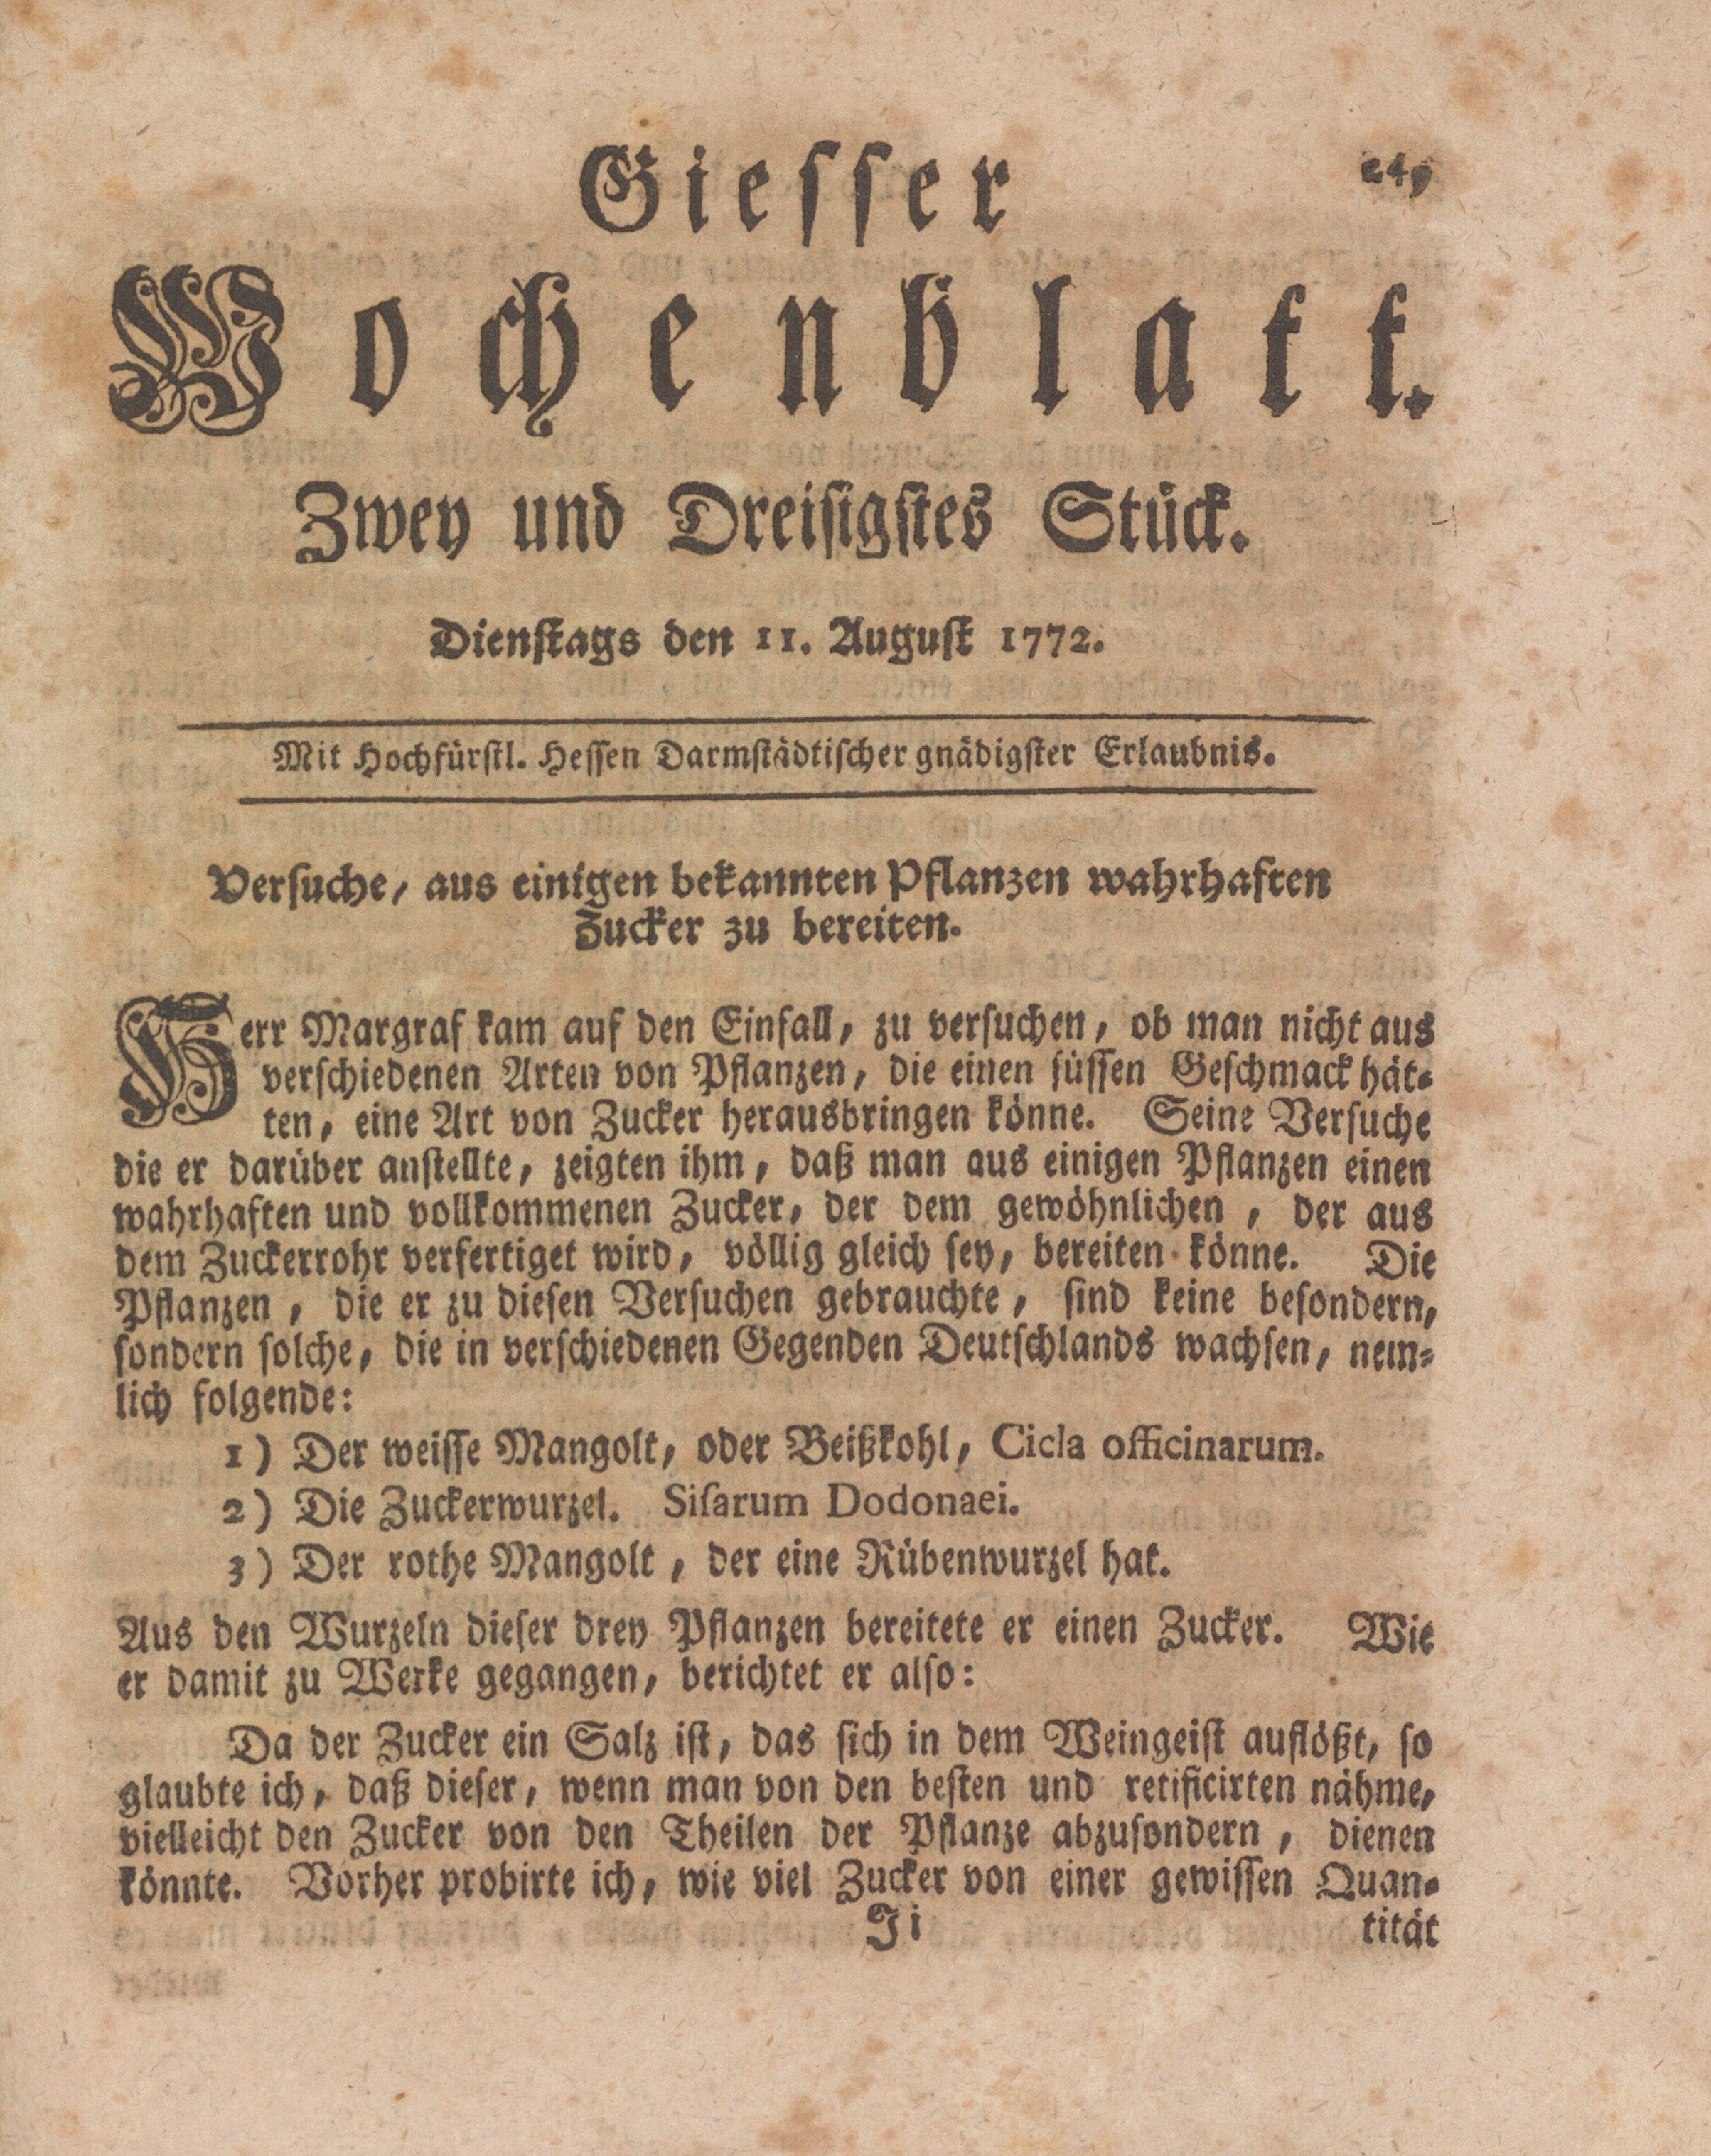 249
Giesser
Wochenblatt.
Zwey und Dreisigstes Stück.
Dienstags den 11. August 1772.
Mit Hochfürstl. Hessen Darmstädtischer gnädigster Erlaubnis.
Versuche, aus einigen bekannten Pflanzen wahrhaften
Zucker zu bereiten.
Herr Margraf kam auf den Einfall, zu versuchen, ob man nicht aus
verschiedenen Arten von Pflanzen, die einen süssen Geschmack hät-
ten, eine Art von Zucker herausbringen könne. Seine Versuche
die er darüber anstellte, zeigten ihm, daß man aus einigen Pflanzen einen
wahrhaften und vollkommenen Zucker, der dem gewöhnlichen, der aus
dem Zuckerrohr verfertiget wird, völlig gleich sey, bereiten könne. Die
Pflanzen, die er zu diesen Versuchen gebrauchte, sind keine besondern,
sondern solche, die in verschiedenen Gegenden Deutschlands wachsen, nem-
lich folgende:
1) Der weisse Mangolt, oder Beißkohl, Cicla officinarum.
2) Die Zuckerwurzel. Sisarum Dodonaei.
3) Der rothe Mangolt, der eine Rübenwurzel hat.
Aus den Wurzeln dieser drey Pflanzen bereitete er einen Zucker. Wie
er damit zu Werke gegangen, berichtet er also:
Da der Zucker ein Salz ist, das sich in dem Weingeist auflößt, so
glaubte ich, daß dieser, wenn man von den besten und retificirten nähme,
vielleicht den Zucker von den Theilen der Pflanze abzusondern, dienen
könnte. Vorher probirte ich, wie viel Zucker von einer gewissen Quan-
Ji tität